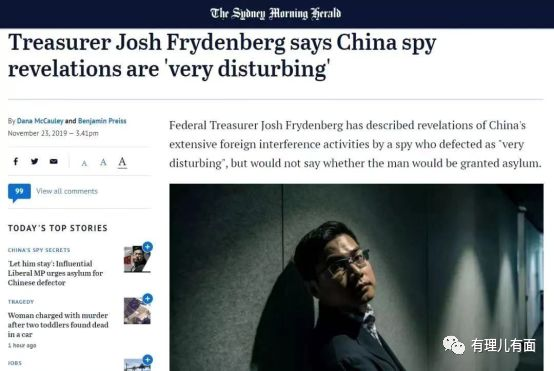 The Sydney Morning Herald
Treasurer Josh Frydenberg says China spy
revelations are 'very disturbing'
By Dana McCauley and Benjamin Preiss
November 23, 2019 — 3.41pm
A A A
99 View all comments
TODAY'S TOP STORIES
CHINA'S SPY SECRETS
'Let him stay': Influential
Liberal MP urges asylum for
Chinese defector
TRAGEDY
Woman charged with murder
after two toddlers found dead
in a car
1 hour ago
JOBS
Federal Treasurer Josh Frydenberg has described revelations of China's
extensive foreign interference activities by a spy who defected as "very
disturbing", but would not say whether the man would be granted asylum.
有理儿有面